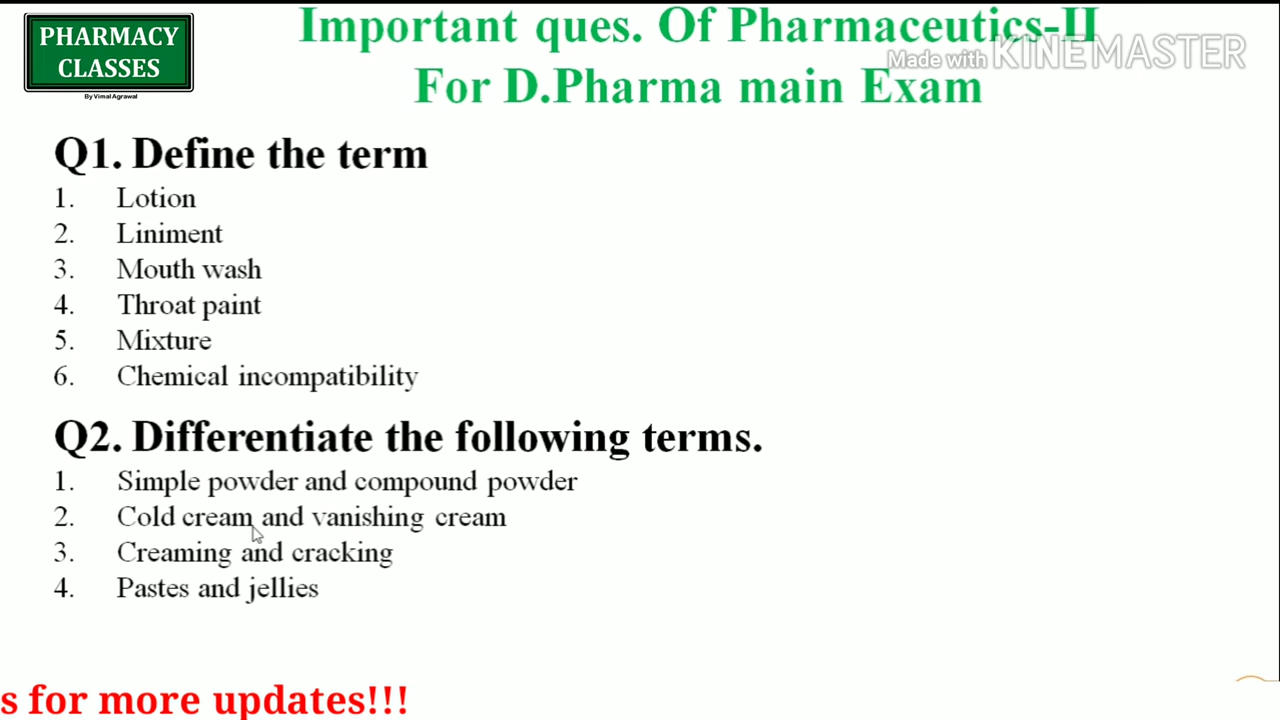 PHARMACY
CLASSES
By Vimal Agrawal
Important ques. Of Pharmaceutics-II
Made with KINEMASTER
For D.Pharma main Exam
Q1. Define the term
1. Lotion
2. Liniment
3. Mouth wash
4. Throat paint
5. Mixture
6. Chemical incompatibility
Q2. Differentiate the following terms.
1. Simple powder and compound powder
2. Cold cream and vanishing cream
3. Creaming and cracking
4. Pastes and jellies
s for more updates!!!